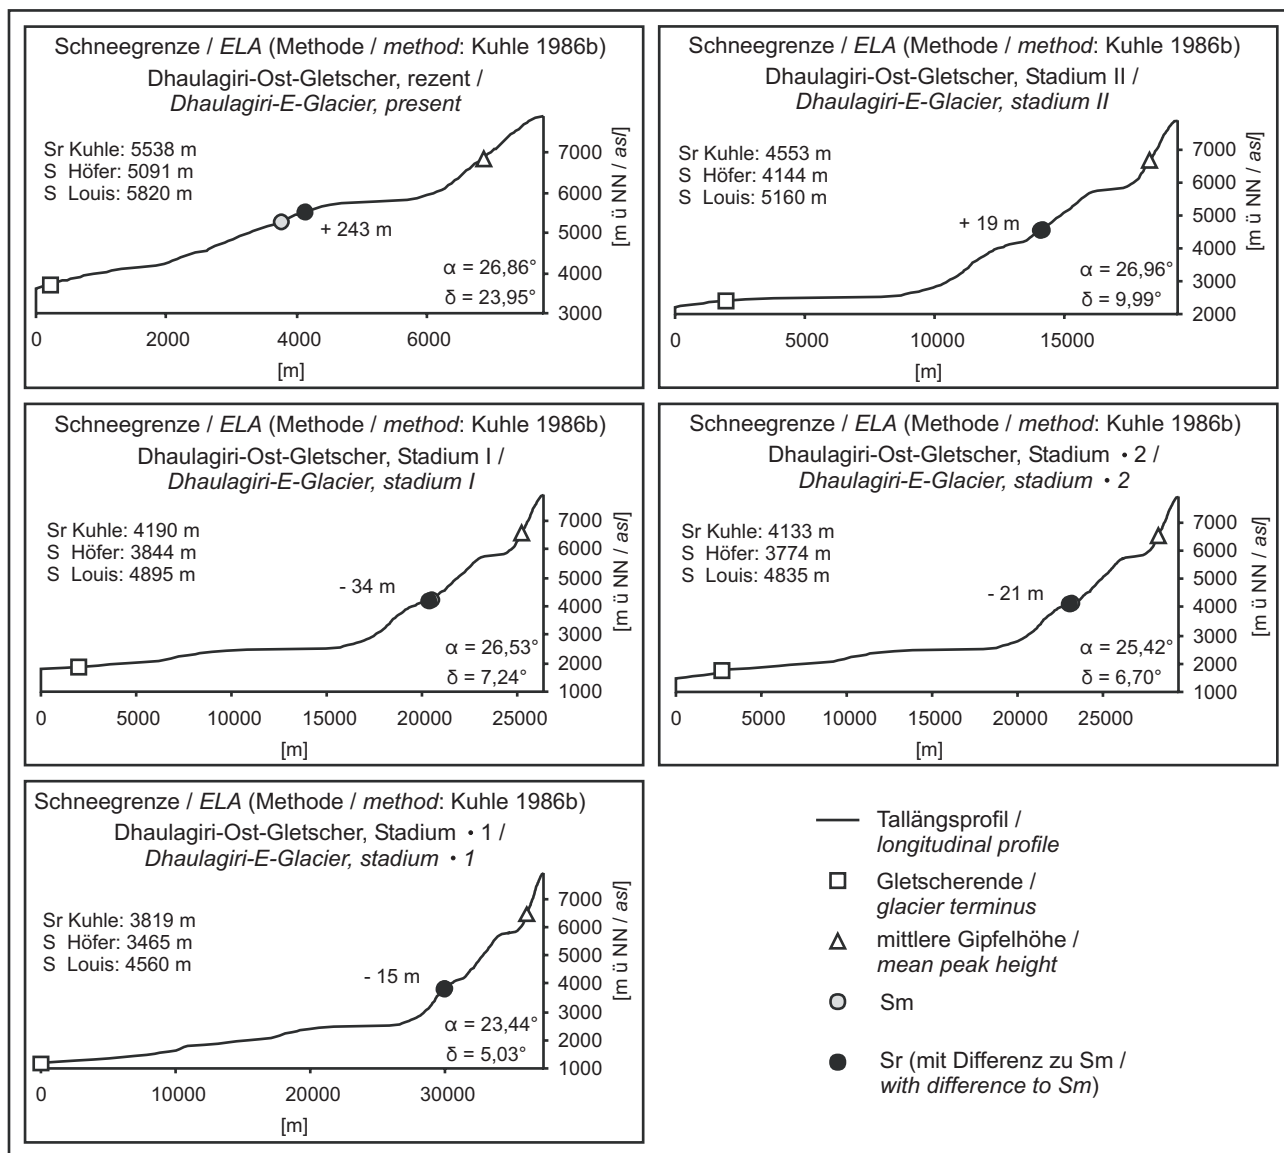 Schneegrenze / ELA (Methode / method: Kuhle 1986b)
Dhaulagiri-Ost-Gletscher, rezent /
Dhaulagiri-E-Glacier, present
Sr Kuhle: 5538 m
S Höfer: 5091 m
S Louis: 5820 m
+ 243 m
α = 26,86°
δ = 23,95°
7000
6000
5000
4000
3000
[m ü NN / asl]
0 2000 4000 6000
[m]
Schneegrenze / ELA (Methode / method: Kuhle 1986b)
Dhaulagiri-Ost-Gletscher, Stadium II /
Dhaulagiri-E-Glacier, stadium II
Sr Kuhle: 4553 m
S Höfer: 4144 m
S Louis: 5160 m
+ 19 m
α = 26,96°
δ = 9,99°
7000
6000
5000
4000
3000
2000
[m ü NN / asl]
0 5000 10000 15000
[m]
Schneegrenze / ELA (Methode / method: Kuhle 1986b)
Dhaulagiri-Ost-Gletscher, Stadium I /
Dhaulagiri-E-Glacier, stadium I
Sr Kuhle: 4190 m
S Höfer: 3844 m
S Louis: 4895 m
- 34 m
α = 26,53°
δ = 7,24°
7000
6000
5000
4000
3000
2000
1000
[m ü NN / asl]
0 5000 10000 15000 20000 25000
[m]
Schneegrenze / ELA (Methode / method: Kuhle 1986b)
Dhaulagiri-Ost-Gletscher, Stadium • 2 /
Dhaulagiri-E-Glacier, stadium • 2
Sr Kuhle: 4133 m
S Höfer: 3774 m
S Louis: 4835 m
- 21 m
α = 25,42°
δ = 6,70°
7000
6000
5000
4000
3000
2000
1000
[m ü NN / asl]
0 5000 10000 15000 20000 25000
[m]
Schneegrenze / ELA (Methode / method: Kuhle 1986b)
Dhaulagiri-Ost-Gletscher, Stadium • 1 /
Dhaulagiri-E-Glacier, stadium • 1
Sr Kuhle: 3819 m
S Höfer: 3465 m
S Louis: 4560 m
- 15 m
α = 23,44°
δ = 5,03°
7000
6000
5000
4000
3000
2000
1000
[m ü NN / asl]
0 10000 20000 30000
[m]
Tallängsprofil /
longitudinal profile
Gletscherende /
glacier terminus
mittlere Gipfelhöhe /
mean peak height
Sm
Sr (mit Differenz zu Sm /
with difference to Sm)